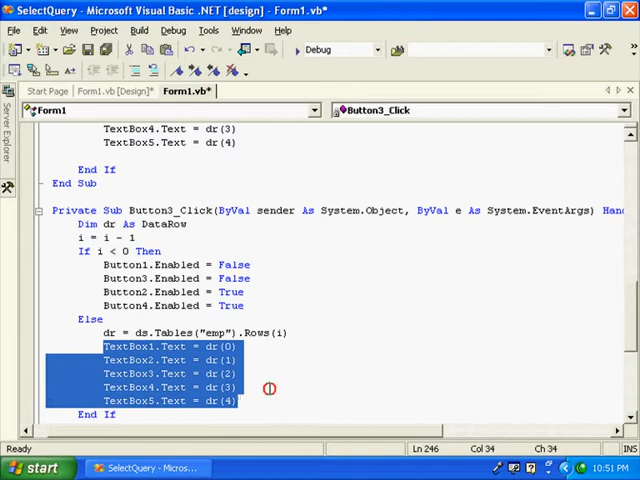 SelectQuery - Microsoft Visual Basic .NET [design] - Form1.vb*
File Edit View Project Build Debug Tools Window Help
Debug
Start Page Form1.vb [Design]* Form1.vb*
Form1 Button3_Click
Server Explorer
TextBox4.Text = dr(3)
TextBox5.Text = dr(4)
End If
End Sub
Private Sub Button3_Click(ByVal sender As System.Object, ByVal e As System.EventArgs) Hand
Dim dr As DataRow
i = i - 1
If i < 0 Then
Button1.Enabled = False
Button3.Enabled = False
Button2.Enabled = True
Button4.Enabled = True
Else
dr = ds.Tables("emp").Rows(i)
TextBox1.Text = dr(0)
TextBox2.Text = dr(1)
TextBox3.Text = dr(2)
TextBox4.Text = dr(3)
TextBox5.Text = dr(4)
End If
Ready Ln 246 Col 34 Ch 34
start SelectQuery - Micros... 10:51 PM